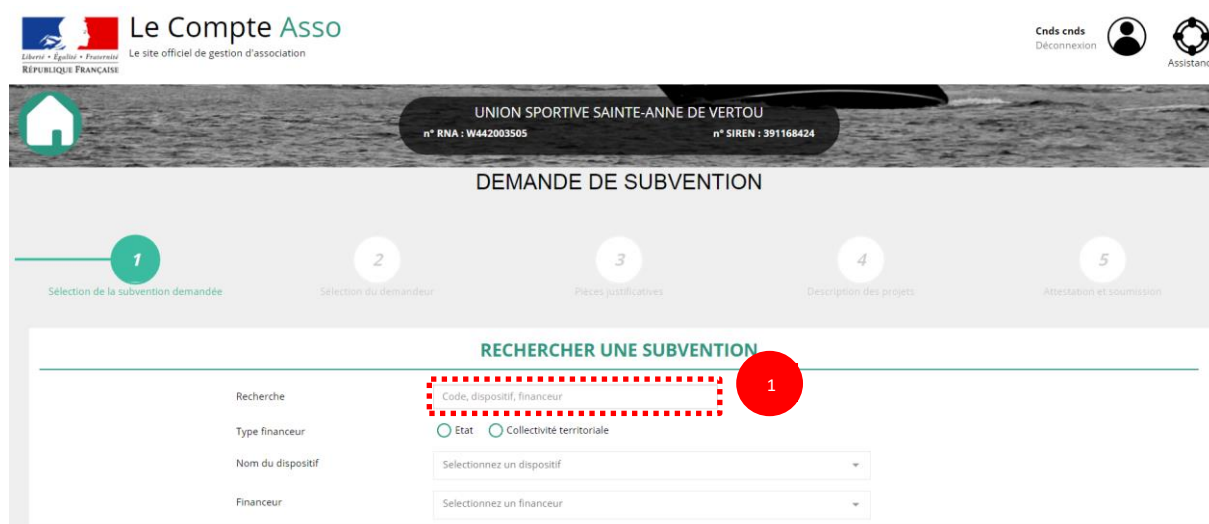 Le Compte Asso
Le site officiel de gestion d'association
Liberté • Égalité • Fraternité
RÉPUBLIQUE FRANÇAISE
Cnds cnds
Déconnexion
Assistanc
UNION SPORTIVE SAINTE-ANNE DE VERTOU
n° RNA : W442003505 n° SIREN : 391168424
DEMANDE DE SUBVENTION
1 2 3 4 5
Sélection de la subvention demandée Sélection du demandeur Pièces justificatives Description des projets Attestation et soumission
RECHERCHER UNE SUBVENTION
1
Recherche Code, dispositif, financeur
Type financeur Etat Collectivité territoriale
Nom du dispositif Selectionnez un dispositif
Financeur Selectionnez un financeur